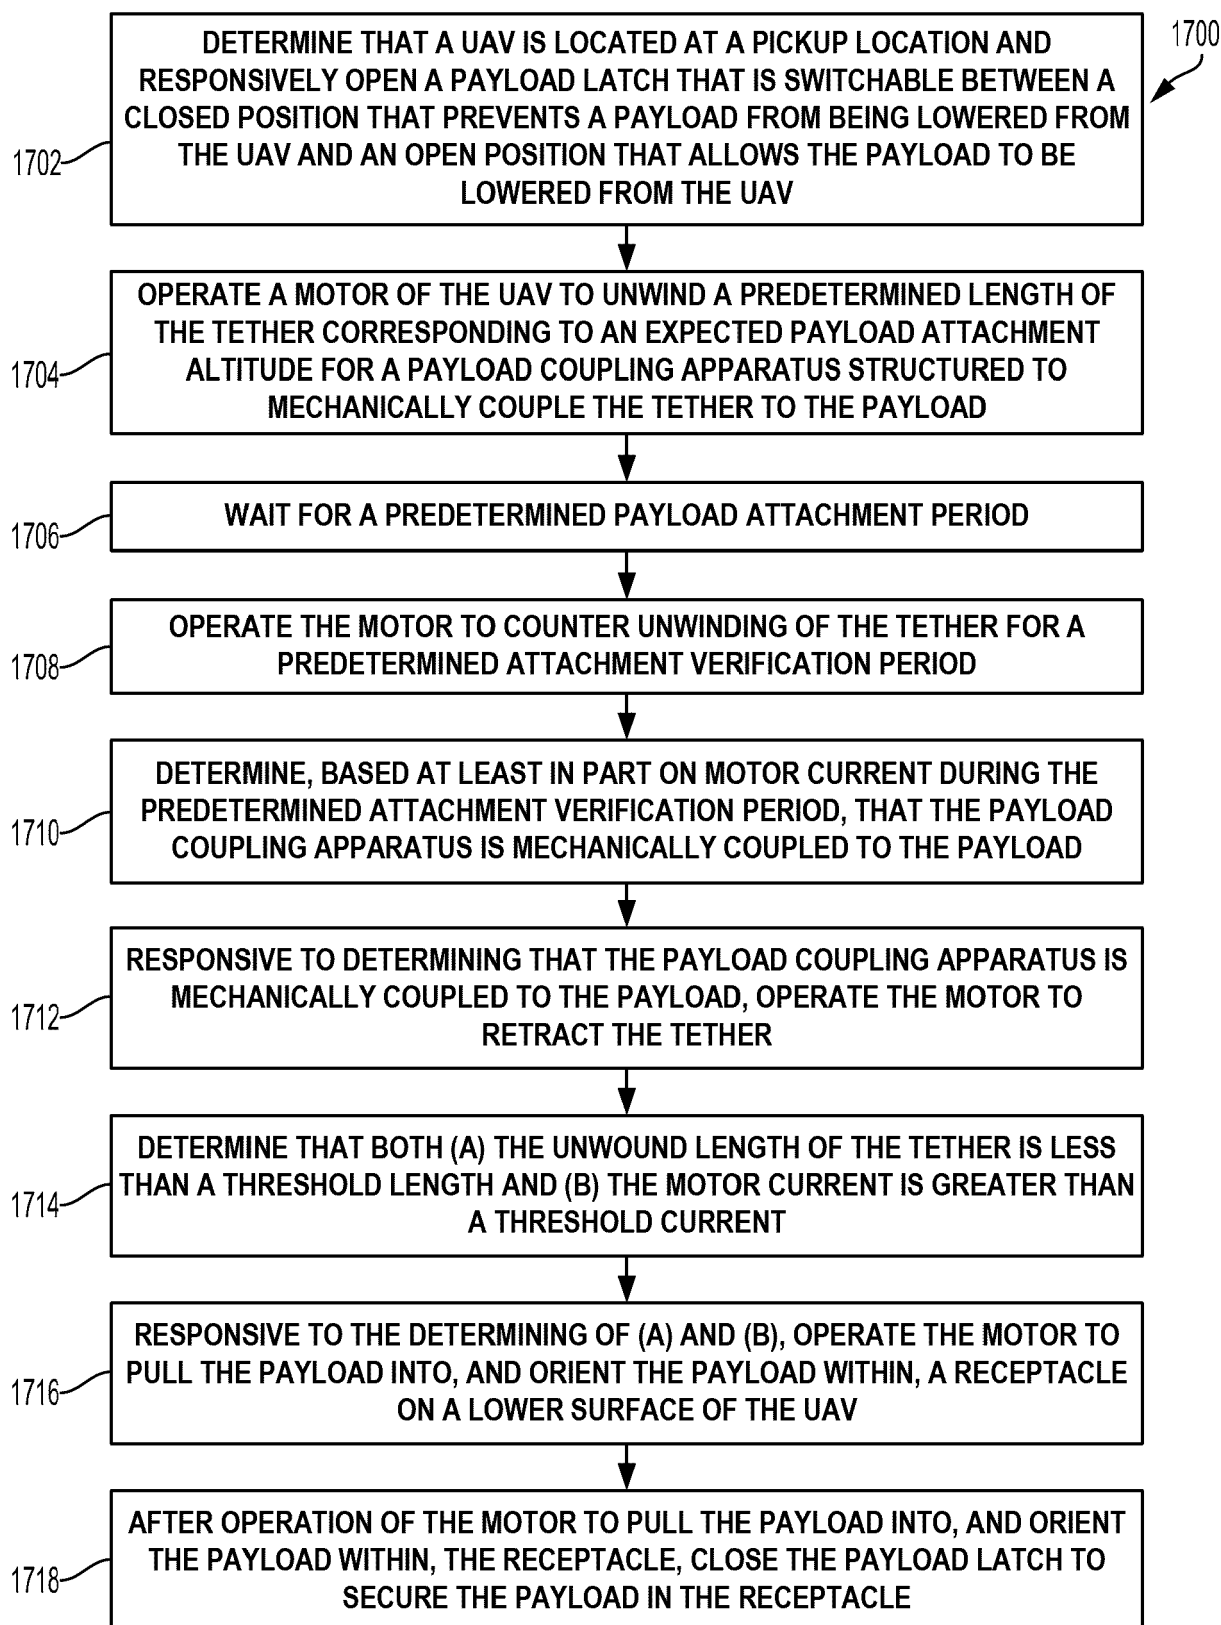 1700
DETERMINE THAT A UAV IS LOCATED AT A PICKUP LOCATION AND
RESPONSIVELY OPEN A PAYLOAD LATCH THAT IS SWITCHABLE BETWEEN A
CLOSED POSITION THAT PREVENTS A PAYLOAD FROM BEING LOWERED FROM
THE UAV AND AN OPEN POSITION THAT ALLOWS THE PAYLOAD TO BE
LOWERED FROM THE UAV
1702
OPERATE A MOTOR OF THE UAV TO UNWIND A PREDETERMINED LENGTH OF
THE TETHER CORRESPONDING TO AN EXPECTED PAYLOAD ATTACHMENT
ALTITUDE FOR A PAYLOAD COUPLING APPARATUS STRUCTURED TO
MECHANICALLY COUPLE THE TETHER TO THE PAYLOAD
1704
WAIT FOR A PREDETERMINED PAYLOAD ATTACHMENT PERIOD
1706
OPERATE THE MOTOR TO COUNTER UNWINDING OF THE TETHER FOR A
PREDETERMINED ATTACHMENT VERIFICATION PERIOD
1708
DETERMINE, BASED AT LEAST IN PART ON MOTOR CURRENT DURING THE
PREDETERMINED ATTACHMENT VERIFICATION PERIOD, THAT THE PAYLOAD
COUPLING APPARATUS IS MECHANICALLY COUPLED TO THE PAYLOAD
1710
RESPONSIVE TO DETERMINING THAT THE PAYLOAD COUPLING APPARATUS IS
MECHANICALLY COUPLED TO THE PAYLOAD, OPERATE THE MOTOR TO
RETRACT THE TETHER
1712
DETERMINE THAT BOTH (A) THE UNWOUND LENGTH OF THE TETHER IS LESS
THAN A THRESHOLD LENGTH AND (B) THE MOTOR CURRENT IS GREATER THAN
A THRESHOLD CURRENT
1714
RESPONSIVE TO THE DETERMINING OF (A) AND (B), OPERATE THE MOTOR TO
PULL THE PAYLOAD INTO, AND ORIENT THE PAYLOAD WITHIN, A RECEPTACLE
ON A LOWER SURFACE OF THE UAV
1716
AFTER OPERATION OF THE MOTOR TO PULL THE PAYLOAD INTO, AND ORIENT
THE PAYLOAD WITHIN, THE RECEPTACLE, CLOSE THE PAYLOAD LATCH TO
SECURE THE PAYLOAD IN THE RECEPTACLE
1718